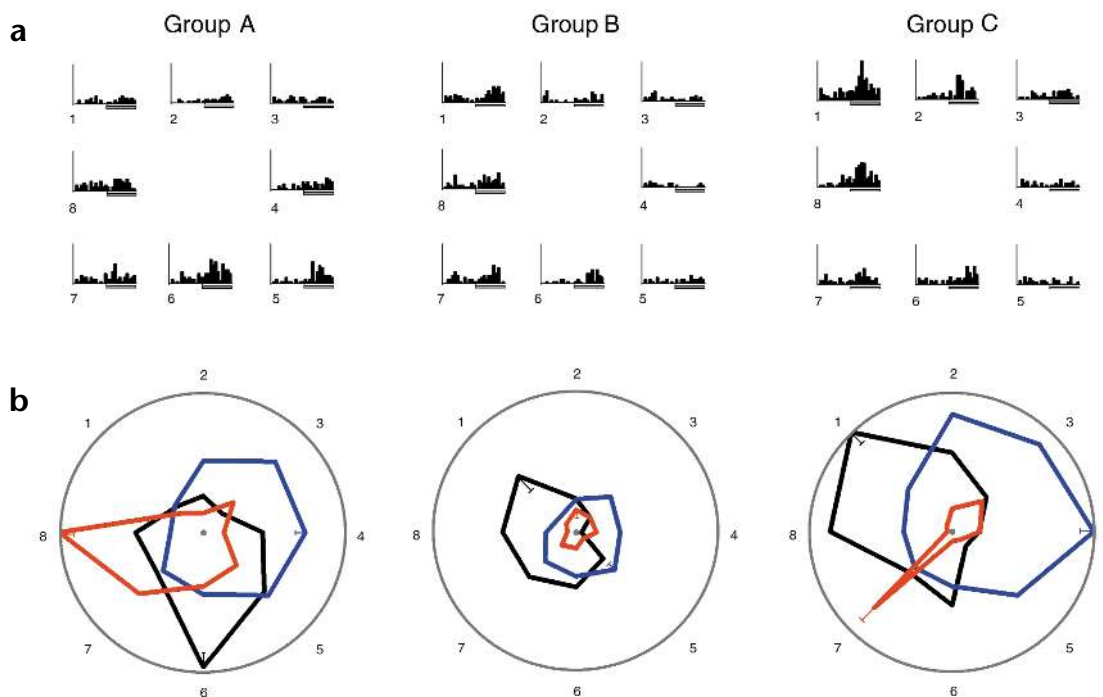 a
Group A Group B Group C
1 2 3 1 2 3 1 2 3
8 4 8 4 8 4
7 6 5 7 6 5 7 6 5
b
2 2 2
1 3 1 3 1 3
8 4 8 4 8 4
7 5 7 5 7 5
6 6 6